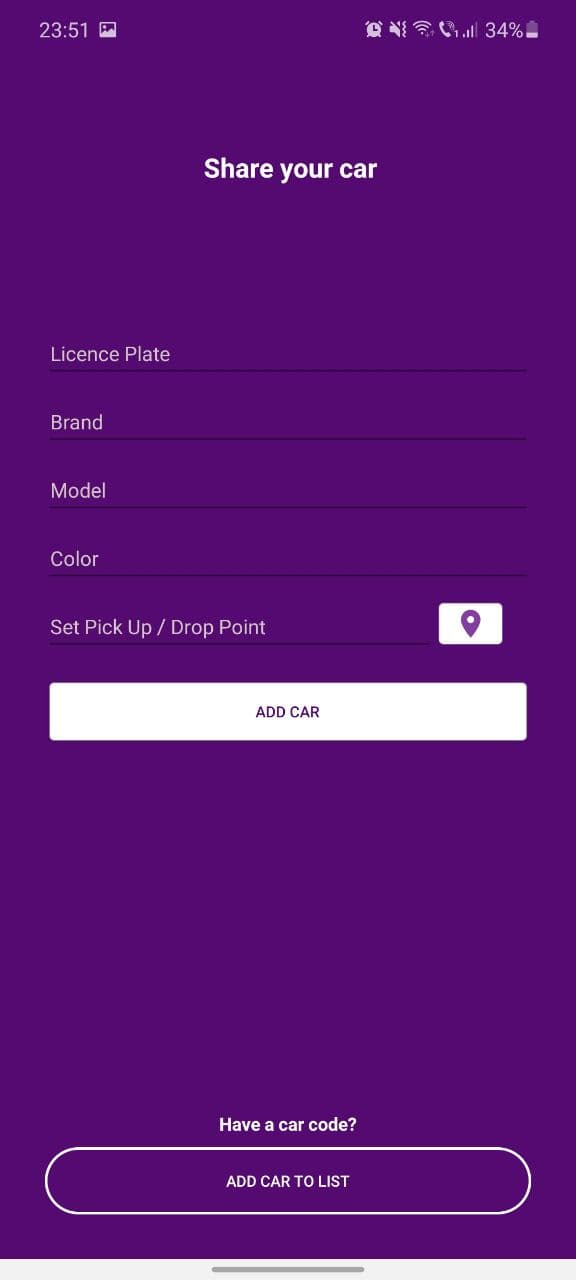 23:51 34%
Share your car
Licence Plate
Brand
Model
Color
Set Pick Up / Drop Point
ADD CAR
Have a car code?
ADD CAR TO LIST